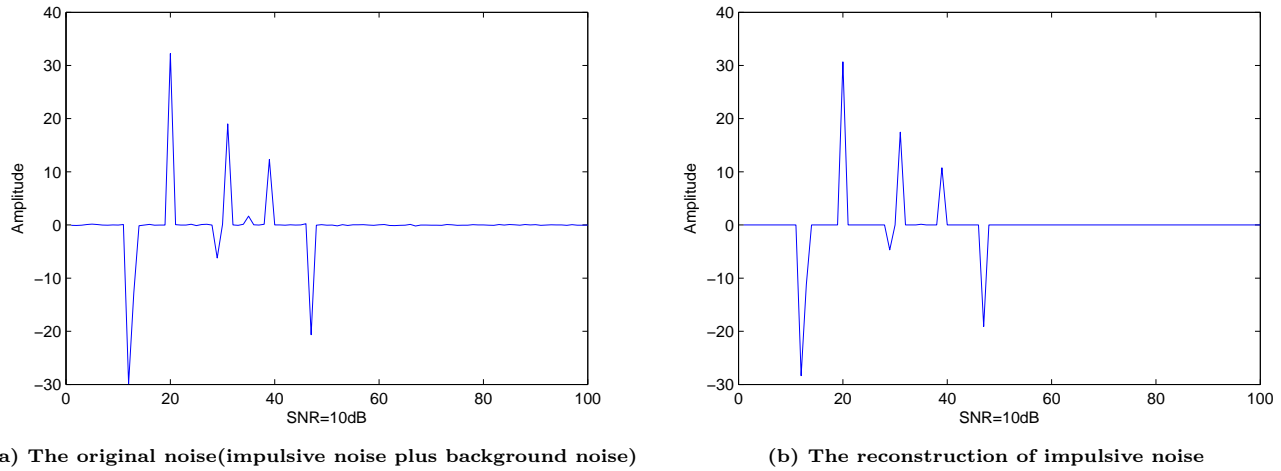 40
30
20
10
0
−10
−20
−30
Amplitude
0 20 40 60 80 100
SNR=10dB
a) The original noise(impulsive noise plus background noise)
40
30
20
10
0
−10
−20
−30
Amplitude
0 20 40 60 80 100
SNR=10dB
(b) The reconstruction of impulsive noise